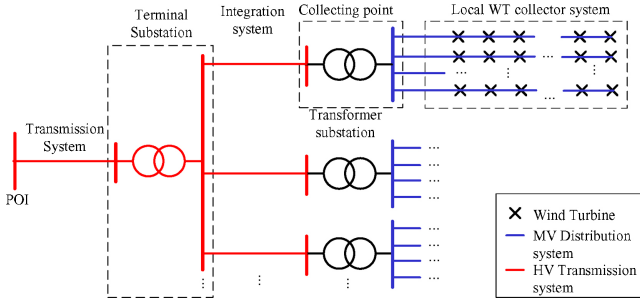 Terminal
Substation
Integration
system
Collecting point
Local WT collector system
...
...
...
...
Transmission
System
POI
Transformer
substation
...
...
...
...
...
...
...
...
...
...
Wind Turbine
MV Distribution
system
HV Transmission
system